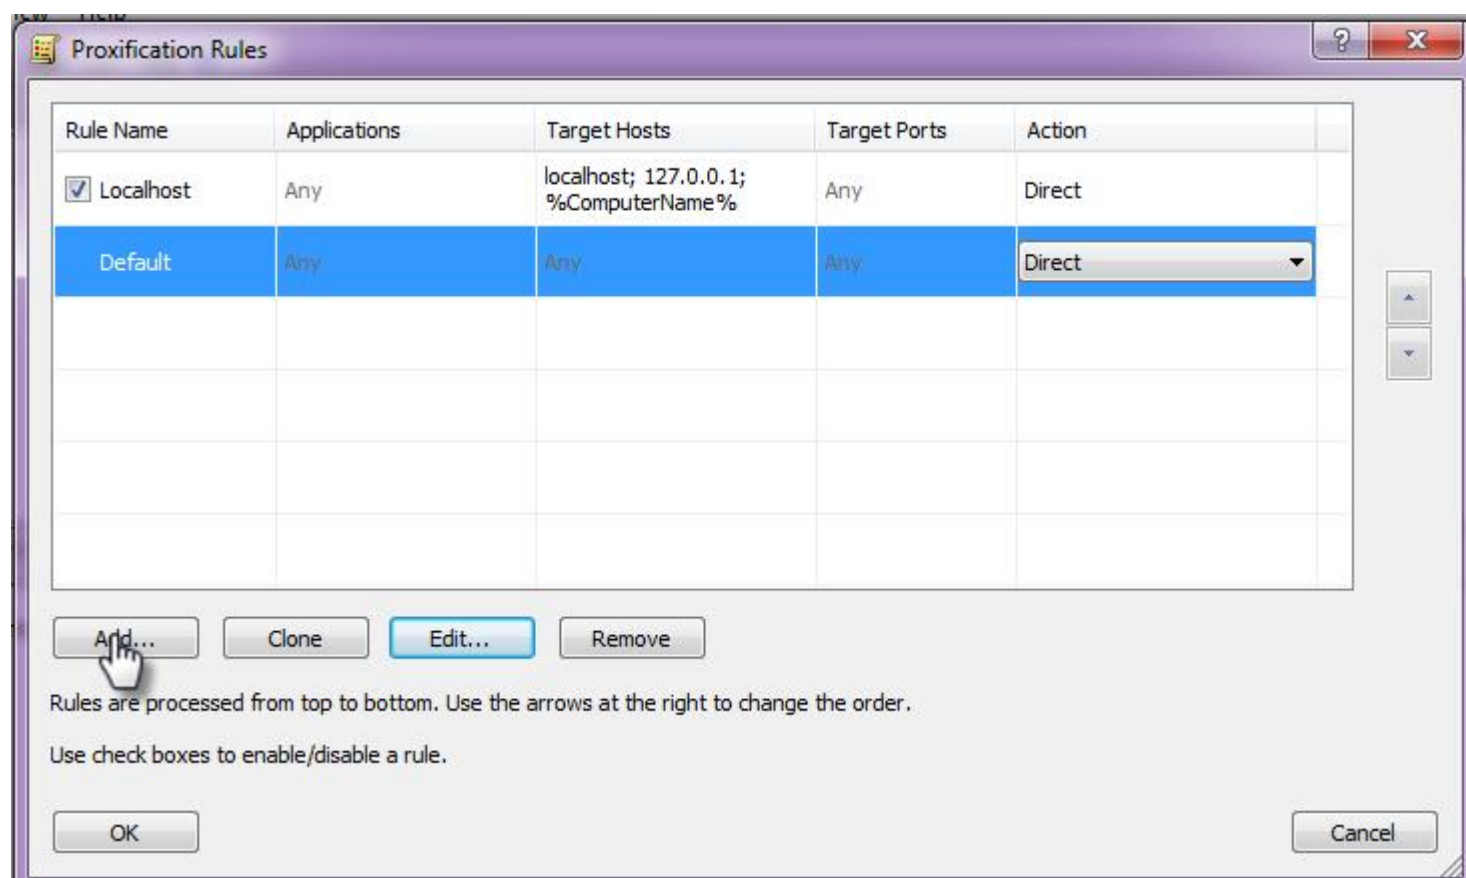 Proxification Rules
Rule Name Applications Target Hosts Target Ports Action
Localhost Any localhost; 127.0.0.1; %ComputerName% Any Direct
Default Any Any Any Direct
Add... Clone Edit... Remove
Rules are processed from top to bottom. Use the arrows at the right to change the order.
Use check boxes to enable/disable a rule.
OK Cancel